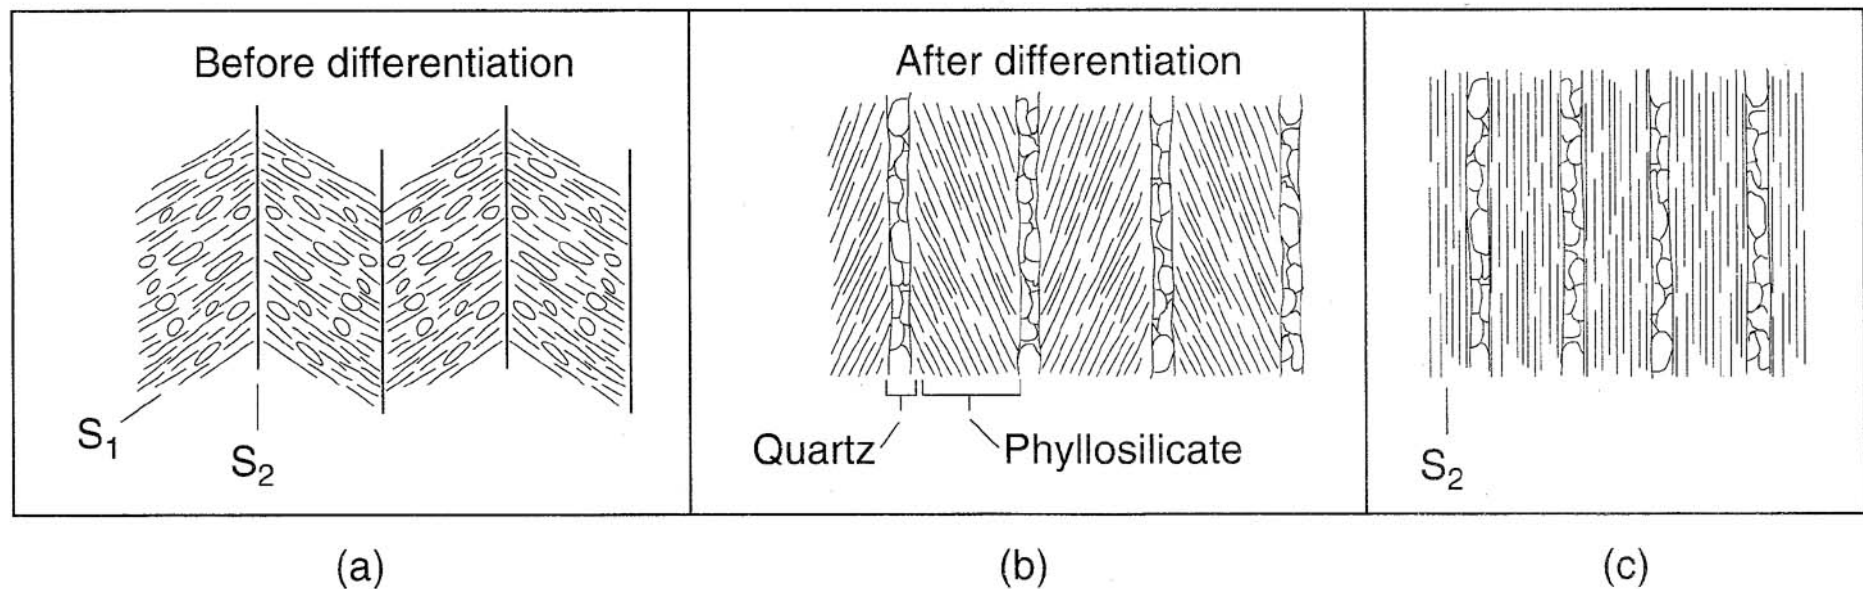 Before differentiation
S₁
S₂
After differentiation
Quartz
Phyllosilicate
S₂
(a)
(b)
(c)